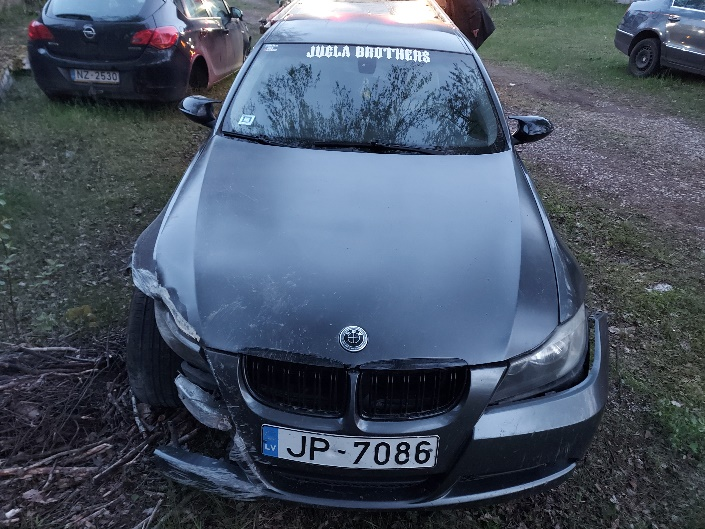 JUGLA BROTHERS
NZ-2530
LV JP-7086